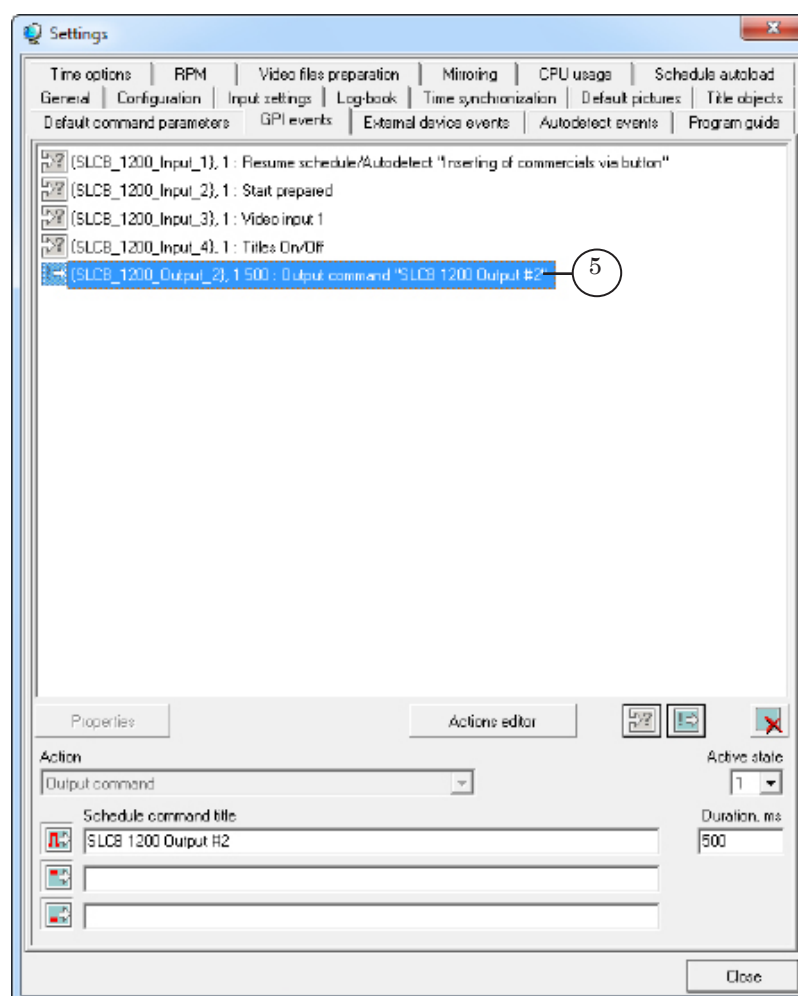 Settings
Time options RPM Video files preparation Mirroring CPU usage Schedule autoload
General Configuration Input settings Log-book Time synchronization Default pictures Title objects
Default command parameters GPI events External device events Autodetect events Program guide
{SLCB_1200_Input_1}, 1 : Resume schedule/Autodetect "Inserting of commercials via button"
{SLCB_1200_Input_2}, 1 : Start prepared
{SLCB_1200_Input_3}, 1 : Video input 1
{SLCB_1200_Input_4}, 1 : Titles On/Off
{SLCB_1200_Output_2}, 1 500 : Output command "SLCB 1200 Output #2"
5
Properties Actions editor
Action Active state
Output command 1
Schedule command title Duration, ms
SLCB 1200 Output #2 500
Close